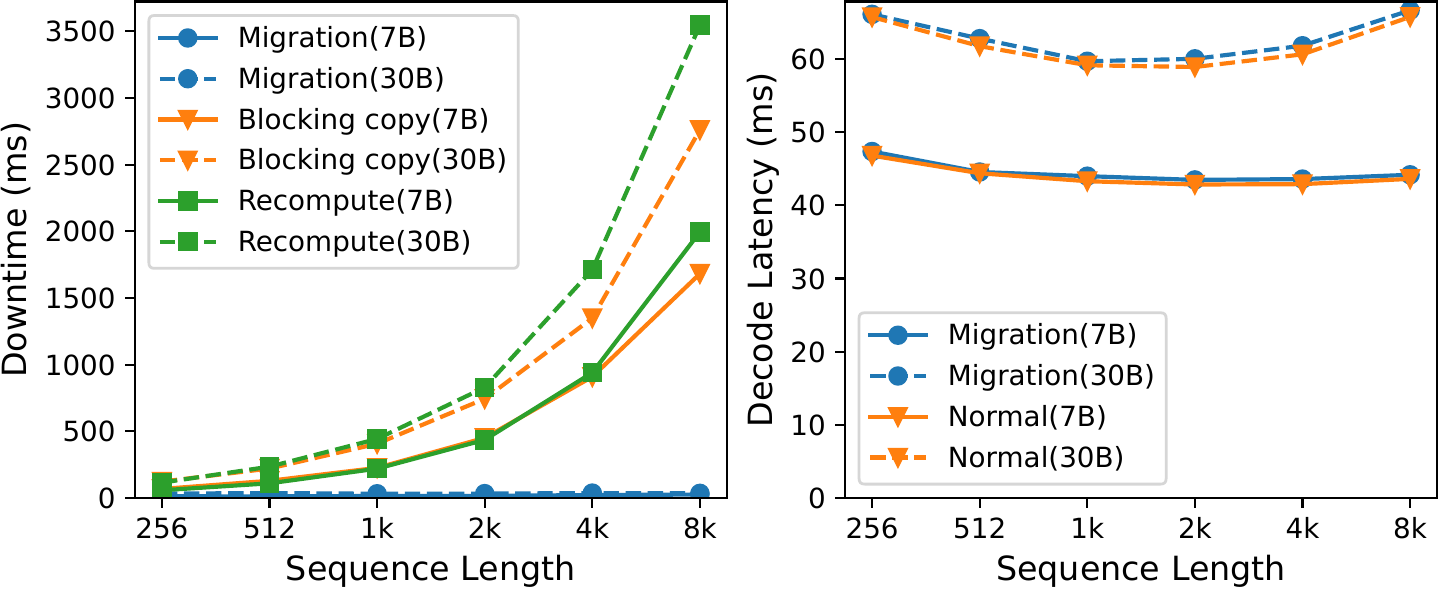 Downtime (ms)
3500
3000
2500
2000
1500
1000
500
0
Migration(7B)
Migration(30B)
Blocking copy(7B)
Blocking copy(30B)
Recompute(7B)
Recompute(30B)
256 512 1k 2k 4k 8k
Sequence Length
Decode Latency (ms)
60
50
40
30
20
10
0
Migration(7B)
Migration(30B)
Normal(7B)
Normal(30B)
256 512 1k 2k 4k 8k
Sequence Length